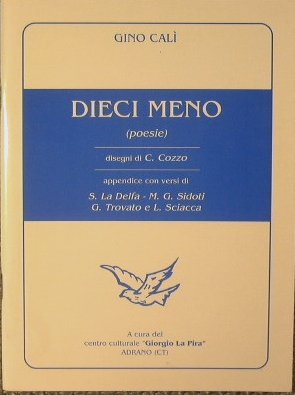 GINO CALÌ
DIECI MENO
(poesie)
disegni di C. Cozzo
appendice con versi di
S. La Delfa - M. G. Sidoti
G. Trovato e L. Sciacca
A cura del
centro culturale "Giorgio La Pira"
ADRANO (CT)